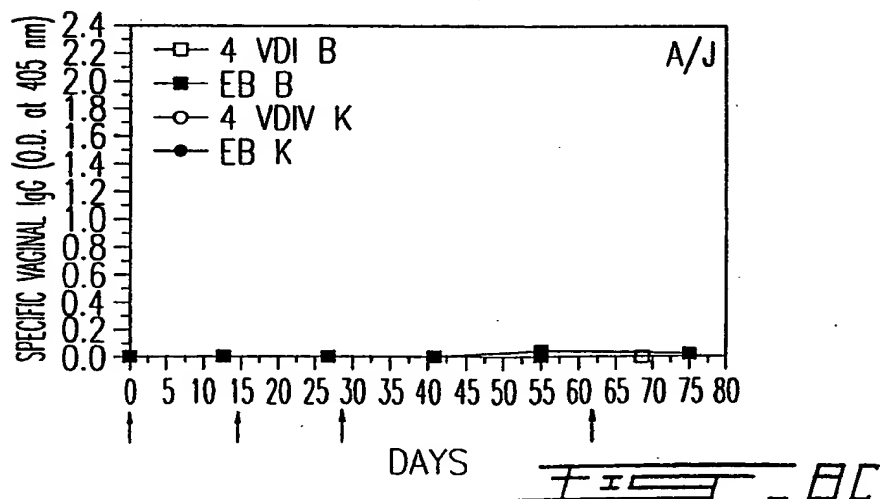 SPECIFIC VAGINAL IgG (O.D. at 405 nm)
2.4
2.2
2.0
1.8
1.6
1.4
1.2
1.0
0.8
0.6
0.4
0.2
0.0
4 VDI B
EB B
4 VDIV K
EB K
A/J
0 5 10 15 20 25 30 35 40 45 50 55 60 65 70 75 80
DAYS
FIG - 8C